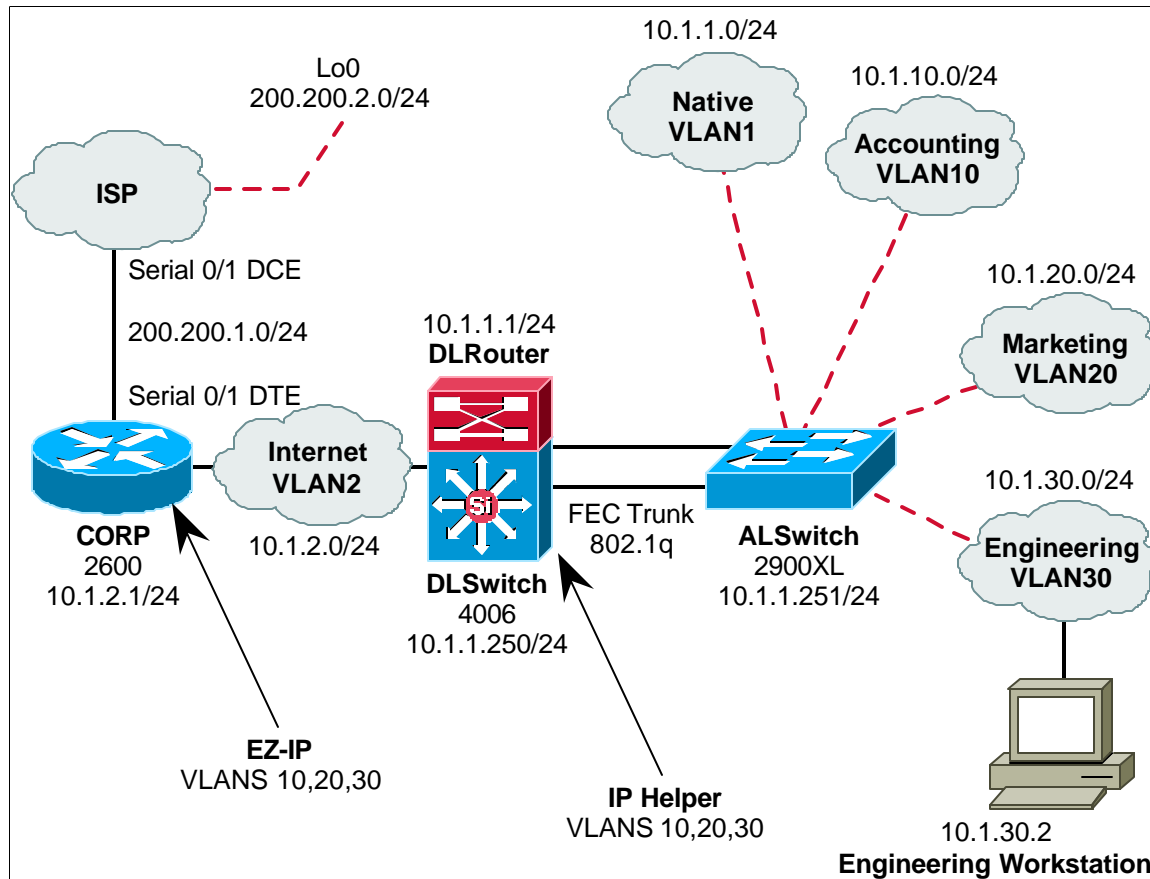 Lo0
200.200.2.0/24
ISP
Serial 0/1 DCE
200.200.1.0/24
Serial 0/1 DTE
CORP
2600
10.1.2.1/24
Internet
VLAN2
10.1.2.0/24
10.1.1.1/24
DLRouter
Si
DLSwitch
4006
10.1.1.250/24
FEC Trunk
802.1q
ALSwitch
2900XL
10.1.1.251/24
10.1.1.0/24
Native
VLAN1
10.1.10.0/24
Accounting
VLAN10
10.1.20.0/24
Marketing
VLAN20
10.1.30.0/24
Engineering
VLAN30
EZ-IP
VLANS 10,20,30
IP Helper
VLANS 10,20,30
10.1.30.2
Engineering Workstation